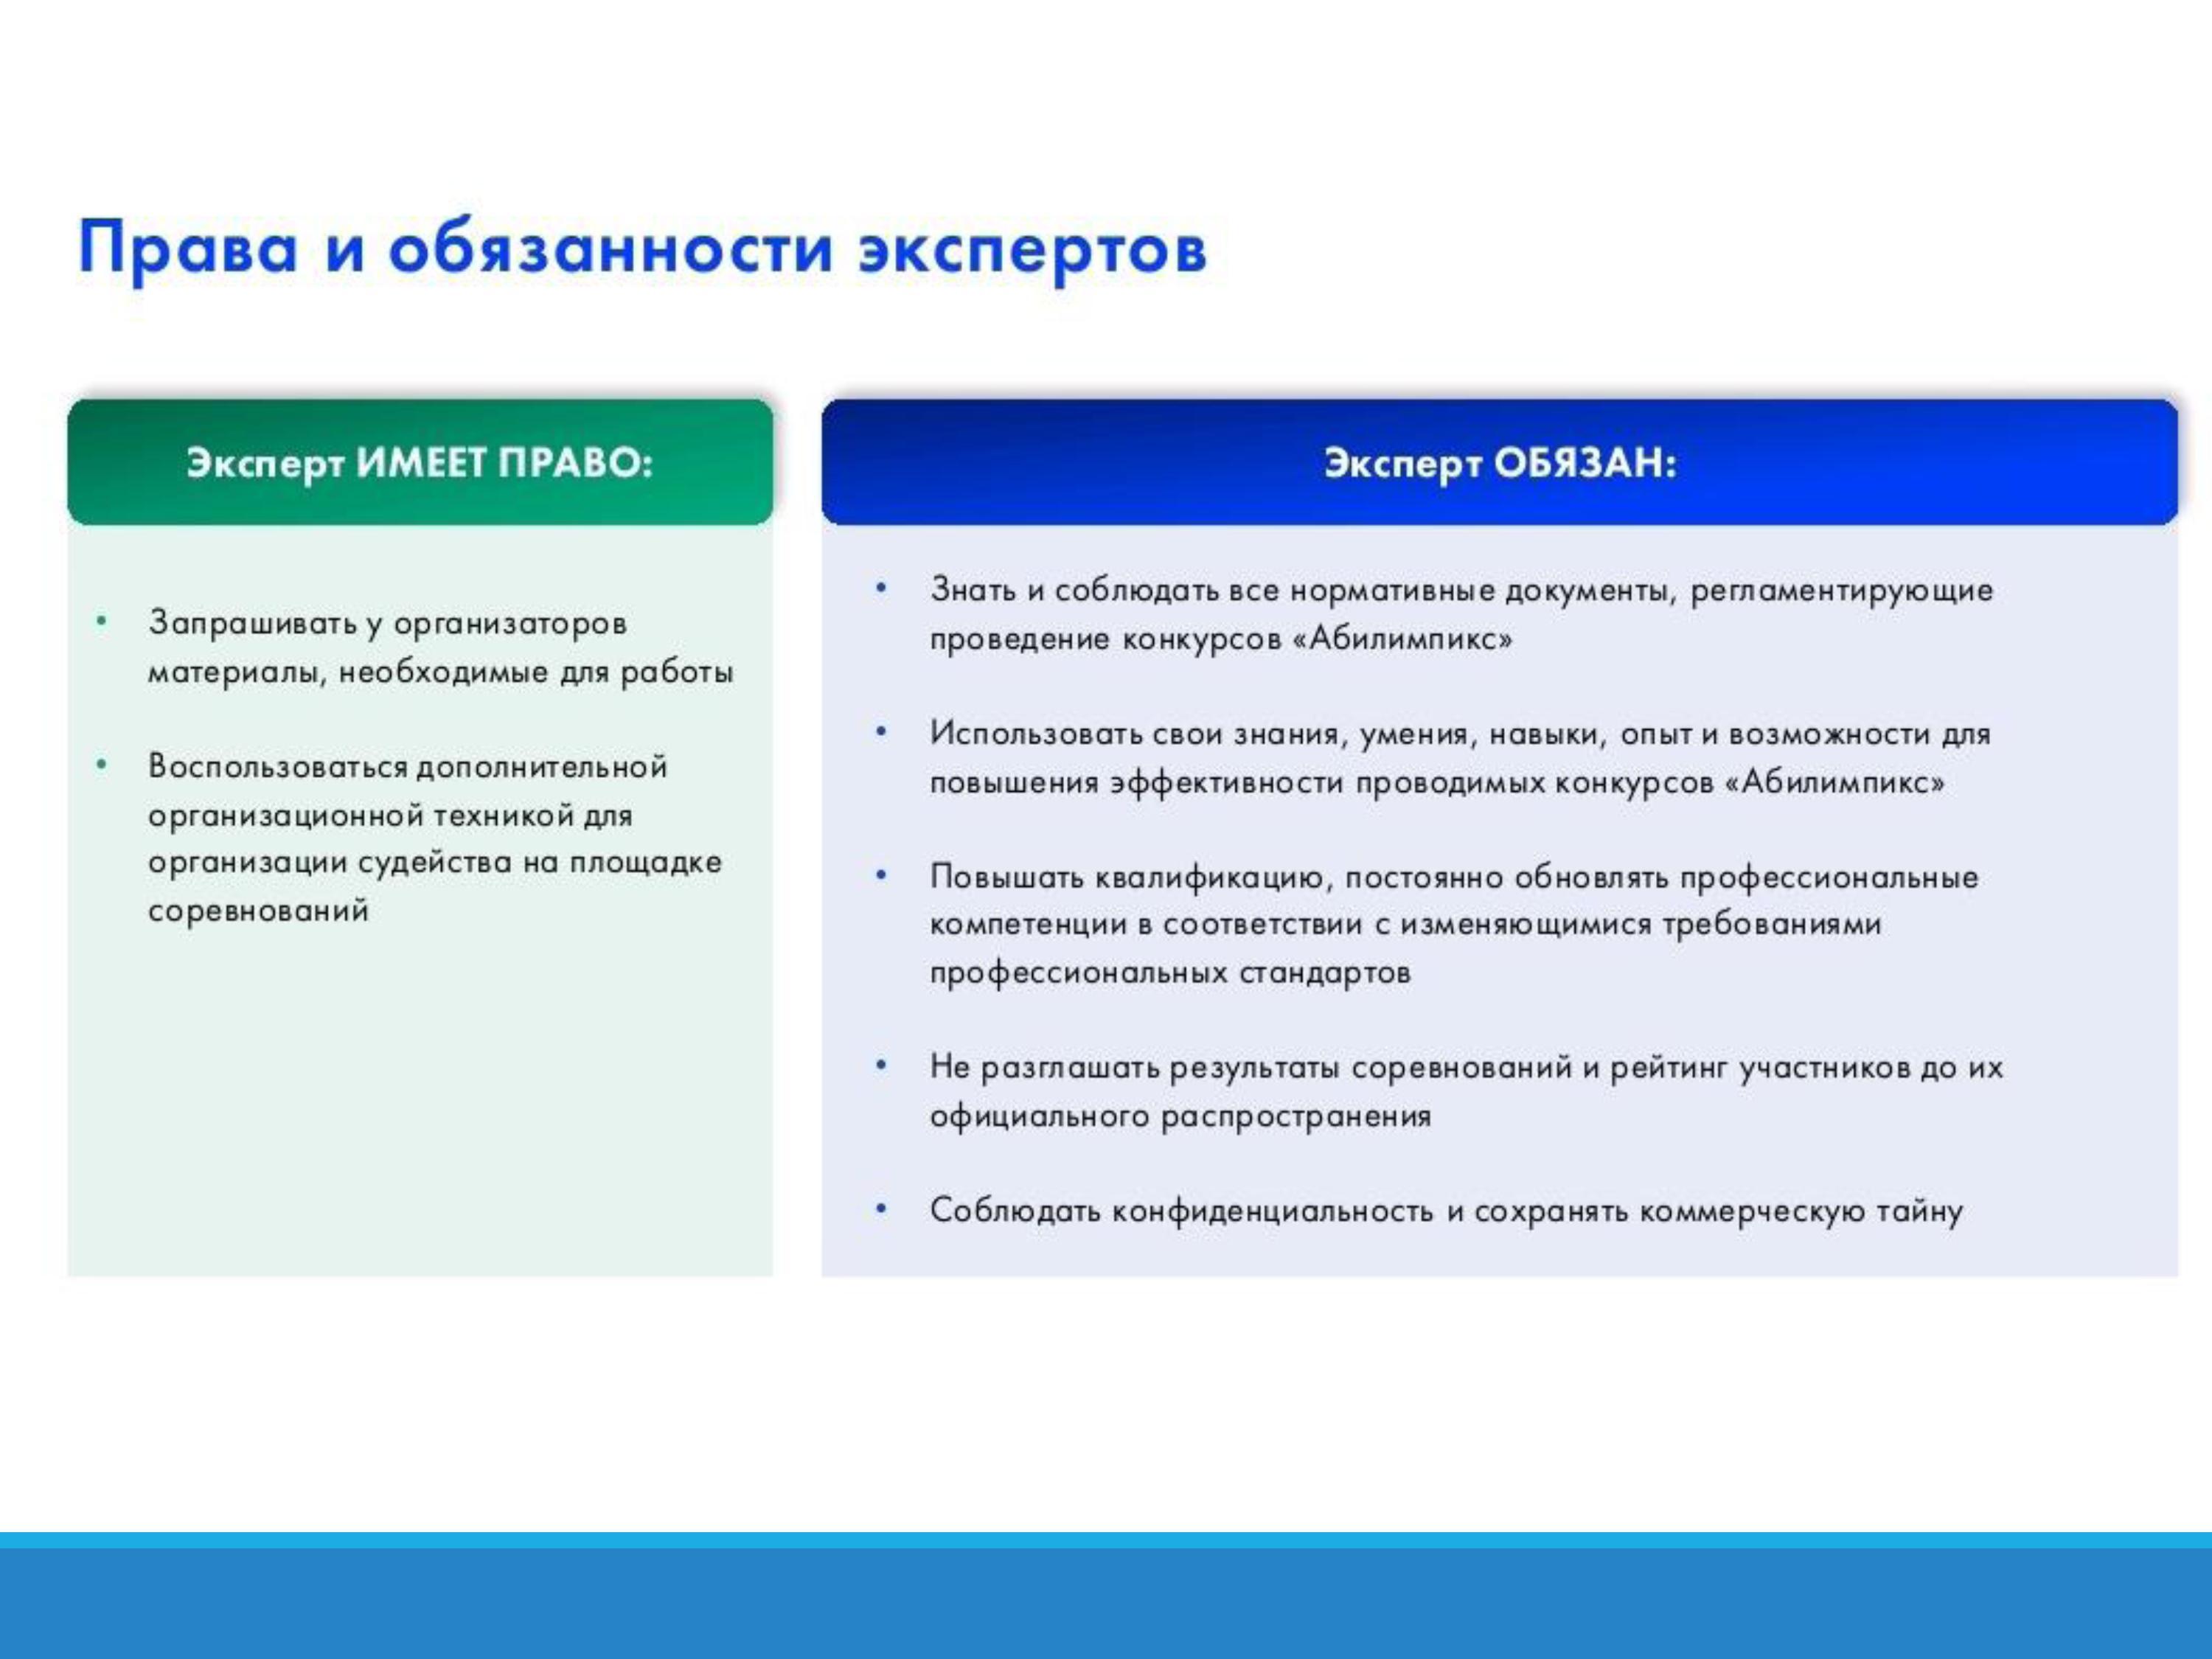 Права и обязанности экспертов
Эксперт ИМЕЕТ ПРАВО:
• Запрашивать у организаторов
материалы, необходимые для работы
• Воспользоваться дополнительной
организационной техникой для
организации судейства на площадке
соревнований
Эксперт ОБЯЗАН:
• Знать и соблюдать все нормативные документы, регламентирующие
проведение конкурсов «Абилимпикс»
• Использовать свои знания, умения, навыки, опыт и возможности для
повышения эффективности проводимых конкурсов «Абилимпикс»
• Повышать квалификацию, постоянно обновлять профессиональные
компетенции в соответствии с изменяющимися требованиями
профессиональных стандартов
• Не разглашать результаты соревнований и рейтинг участников до их
официального распространения
• Соблюдать конфиденциальность и сохранять коммерческую тайну